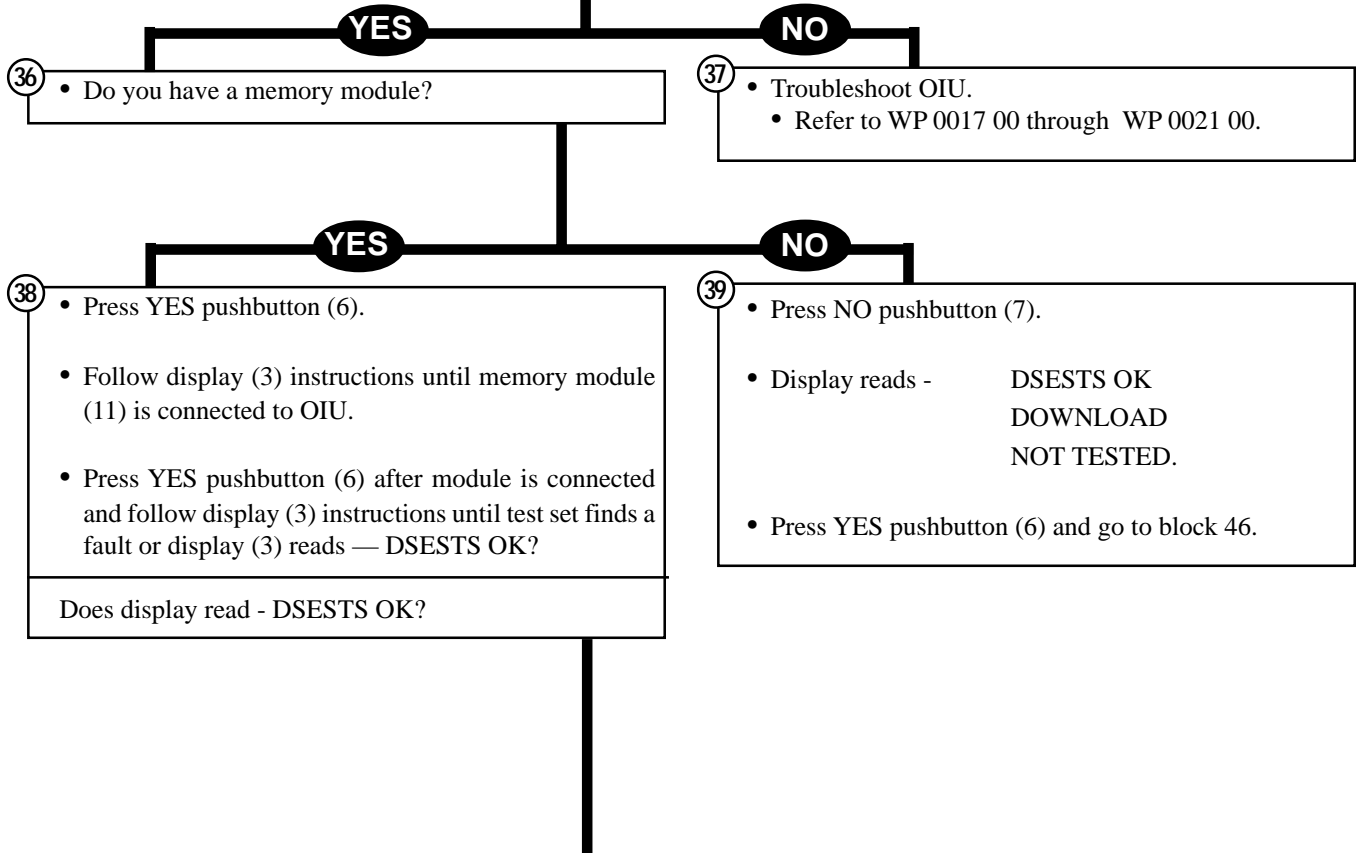 YES
NO
36
• Do you have a memory module?
37
• Troubleshoot OIU.
• Refer to WP 0017 00 through WP 0021 00.
YES
NO
38
• Press YES pushbutton (6).
• Follow display (3) instructions until memory module
(11) is connected to OIU.
• Press YES pushbutton (6) after module is connected
and follow display (3) instructions until test set finds a
fault or display (3) reads — DSESTS OK?
Does display read - DSESTS OK?
39
• Press NO pushbutton (7).
• Display reads - DSESTS OK
DOWNLOAD
NOT TESTED.
• Press YES pushbutton (6) and go to block 46.